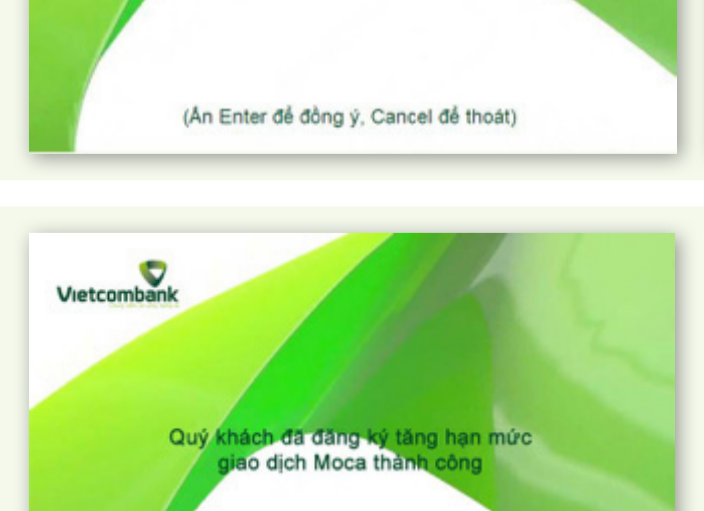 (Ấn Enter để đồng ý, Cancel để thoát)
Vietcombank
Quý khách đã đăng ký tăng hạn mức
giao dịch Moca thành công